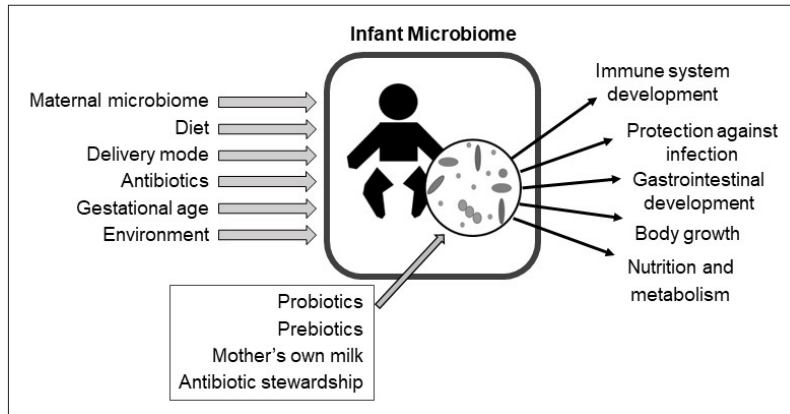 Infant Microbiome
Maternal microbiome
Diet
Delivery mode
Antibiotics
Gestational age
Environment
Probiotics
Prebiotics
Mother's own milk
Antibiotic stewardship
Immune system
development
Protection against
infection
Gastrointestinal
development
Body growth
Nutrition and
metabolism